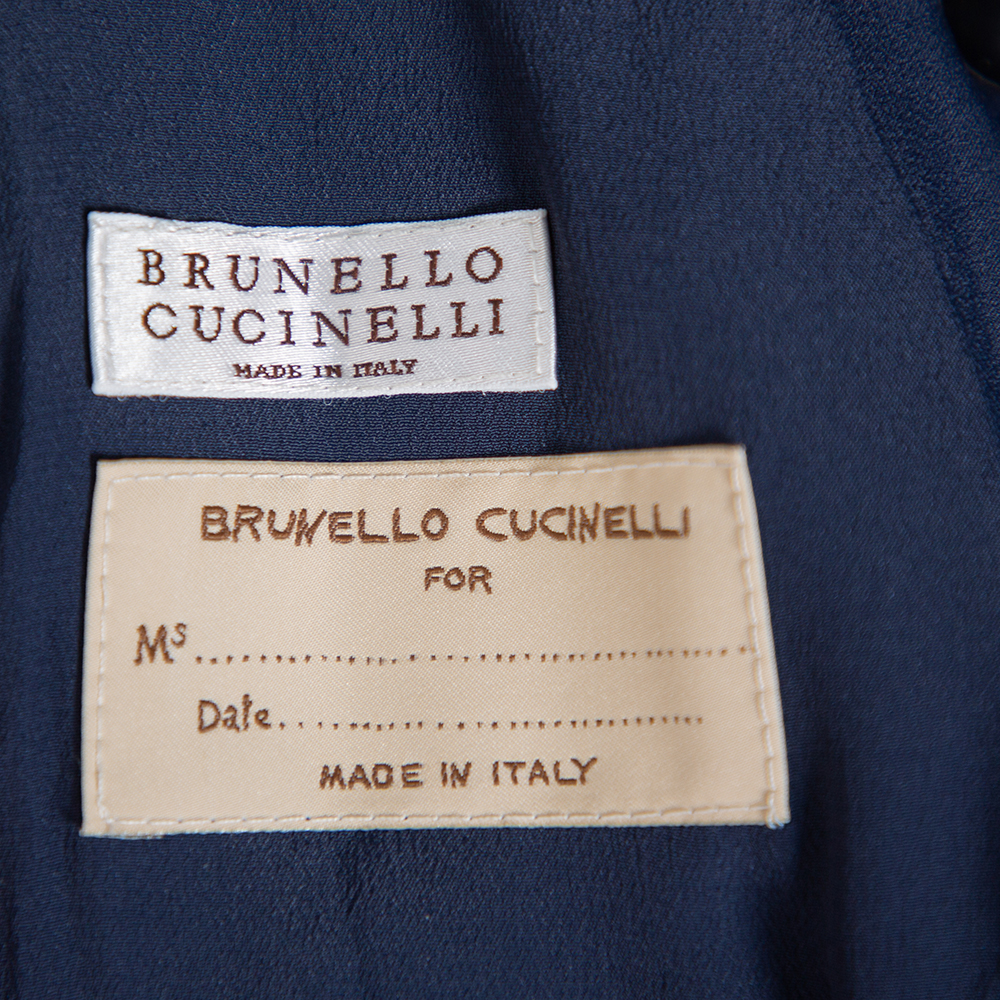 BRUNELLO
CUCINELLI
MADE IN ITALY
BRUNELLO CUCINELLI
FOR
Ms........................................................
Date..........................................
MADE IN ITALY